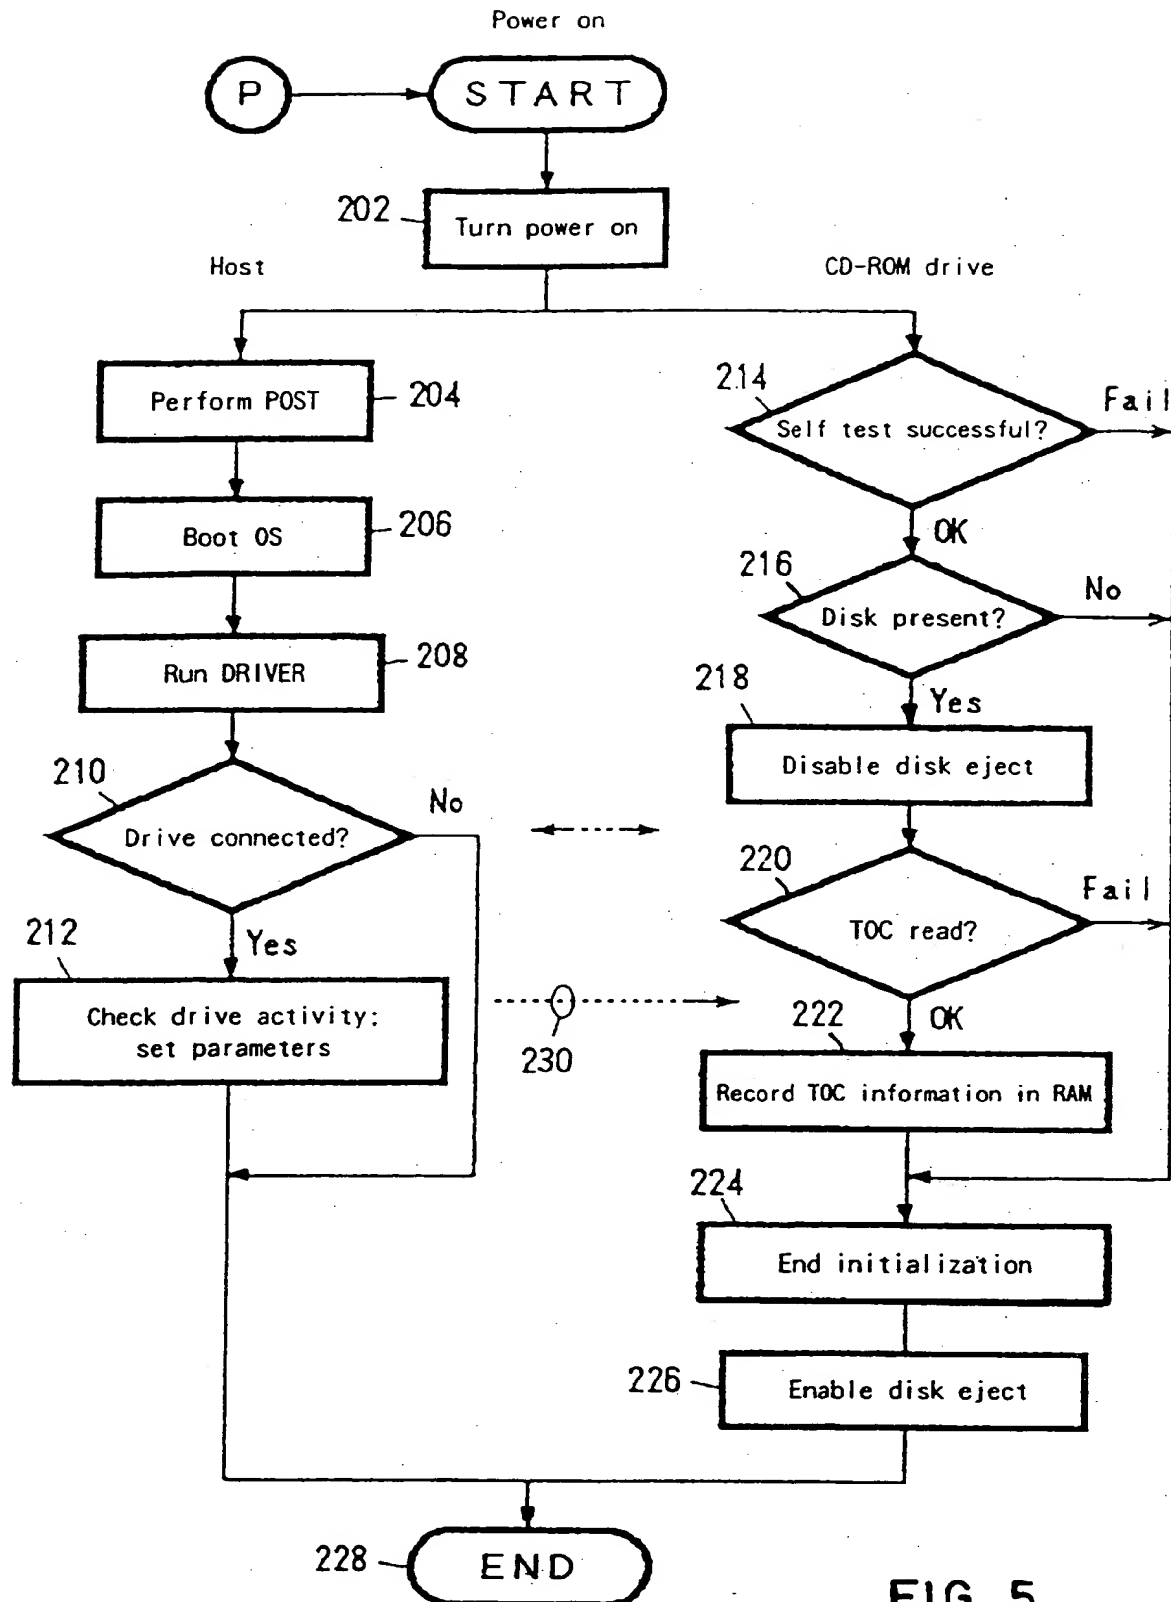 Power on
P
START
202
Turn power on
Host
CD-ROM drive
Perform POST
204
214
Self test successful?
Fail
Boot OS
206
OK
216
Disk present?
No
Run DRIVER
208
218
Yes
Disable disk eject
210
Drive connected?
No
220
TOC read?
Fail
212
Yes
Check drive activity:
set parameters
230
222
OK
Record TOC information in RAM
224
End initialization
226
Enable disk eject
228
END
FIG. 5